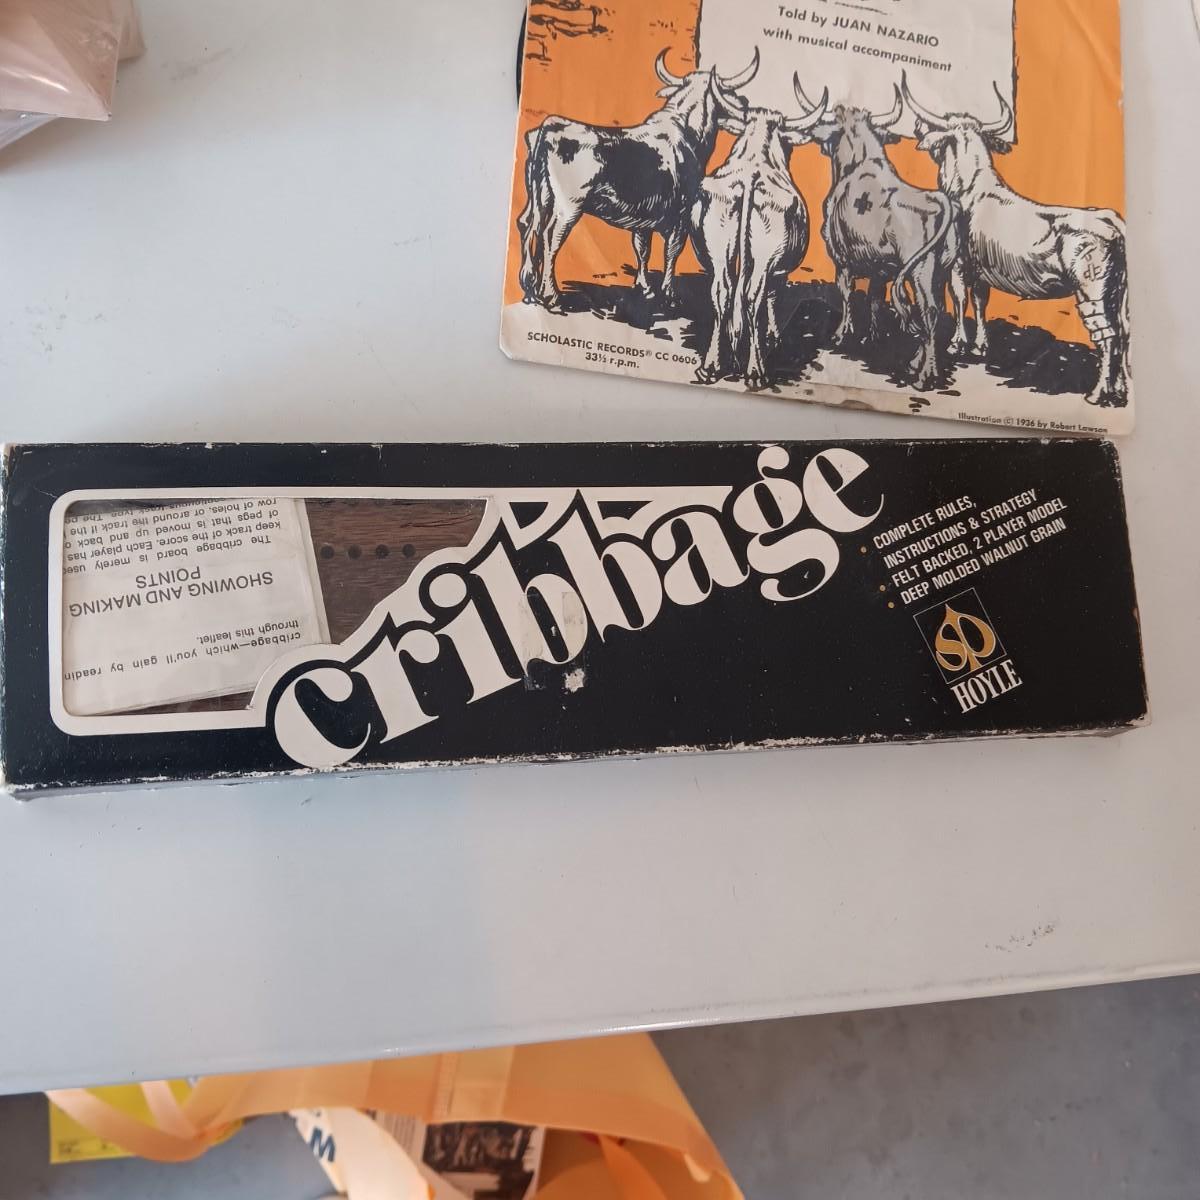 Told by JUAN NAZARIO
with musical accompaniment
SCHOLASTIC RECORDS® CC 0606
33⅓ r.p.m.
Illustration © 1936 by Robert Lawson
cribbage
• COMPLETE RULES,
INSTRUCTIONS & STRATEGY
• FELT BACKED, 2 PLAYER MODEL
• DEEP MOLDED WALNUT GRAIN
HOYLE
cribbage—which you'll gain by readin
through this leaflet.
SHOWING AND MAKING
POINTS
The cribbage board is merely used
keep track of the score. Each player has
of pegs that is moved up and back o
row of holes, or around the track if